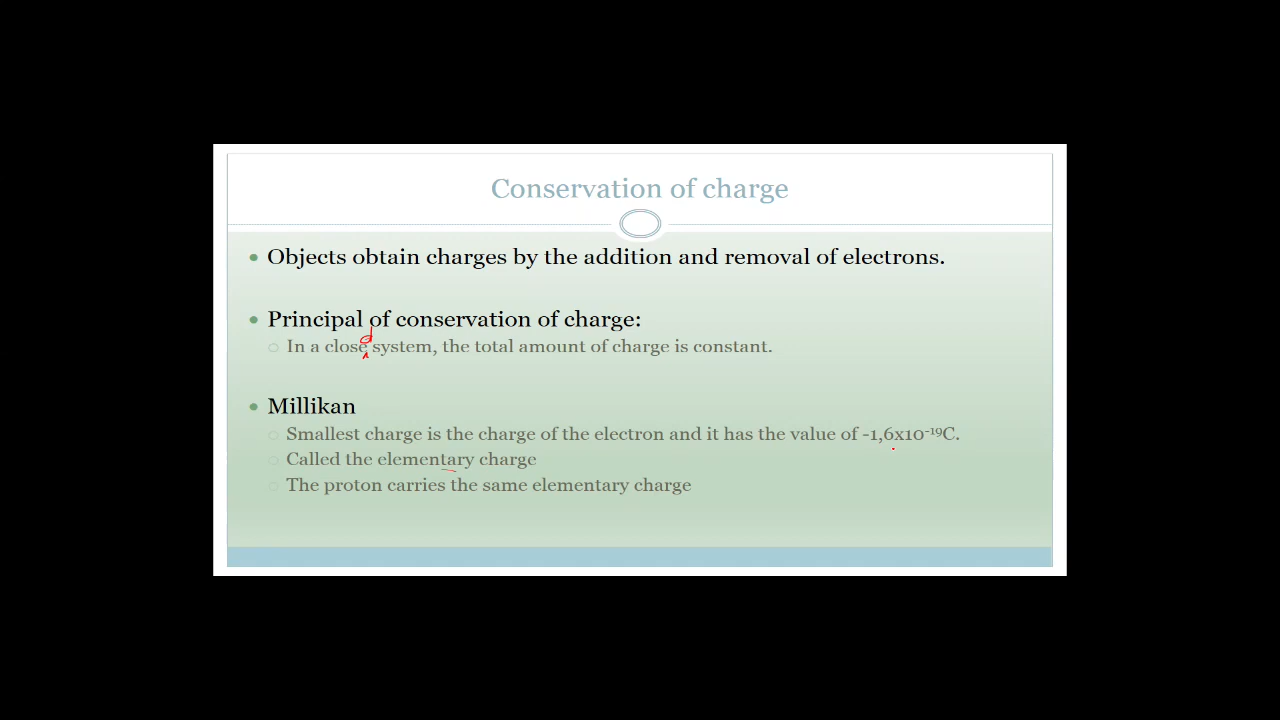 Conservation of charge
Objects obtain charges by the addition and removal of electrons.
Principal of conservation of charge:
In a closed system, the total amount of charge is constant.
Millikan
Smallest charge is the charge of the electron and it has the value of -1,6x10⁻¹⁹C.
Called the elementary charge
The proton carries the same elementary charge